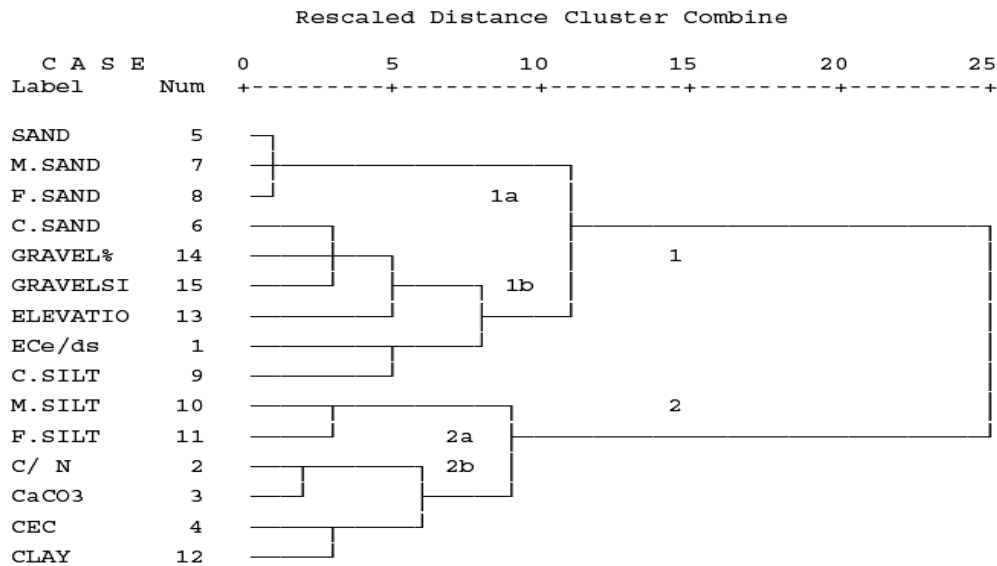 Rescaled Distance Cluster Combine
C A S E 0 5 10 15 20 25
Label Num +---------+---------+---------+---------+---------+
SAND 5
M.SAND 7
F.SAND 8 1a
C.SAND 6
GRAVEL% 14 1
GRAVELSI 15 1b
ELEVATIO 13
ECe/ds 1
C.SILT 9
M.SILT 10 2
F.SILT 11 2a
C/ N 2 2b
CaCO3 3
CEC 4
CLAY 12